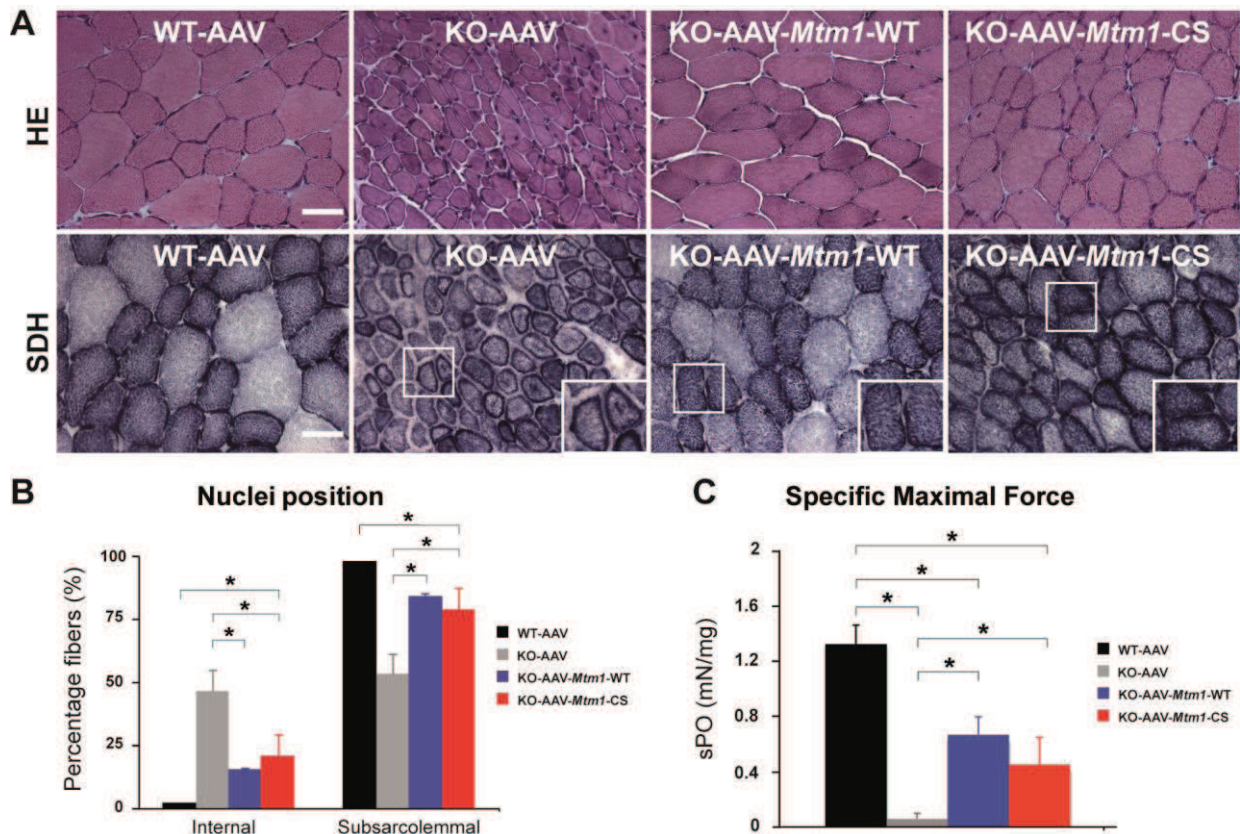 A
WT-AAV KO-AAV KO-AAV-Mtm1-WT KO-AAV-Mtm1-CS
HE
WT-AAV KO-AAV KO-AAV-Mtm1-WT KO-AAV-Mtm1-CS
SDH
B
Nuclei position
Percentage fibers (%)
100
75
50
25
0
* * * * * *
Internal Subsarcolemmal
WT-AAV
KO-AAV
KO-AAV-Mtm1-WT
KO-AAV-Mtm1-CS
C
Specific Maximal Force
sPO (mN/mg)
2
1.6
1.2
0.8
0.4
0
* * * * *
WT-AAV
KO-AAV
KO-AAV-Mtm1-WT
KO-AAV-Mtm1-CS